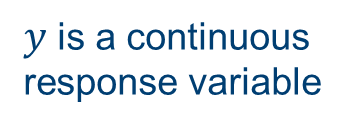 y is a continuous
response variable